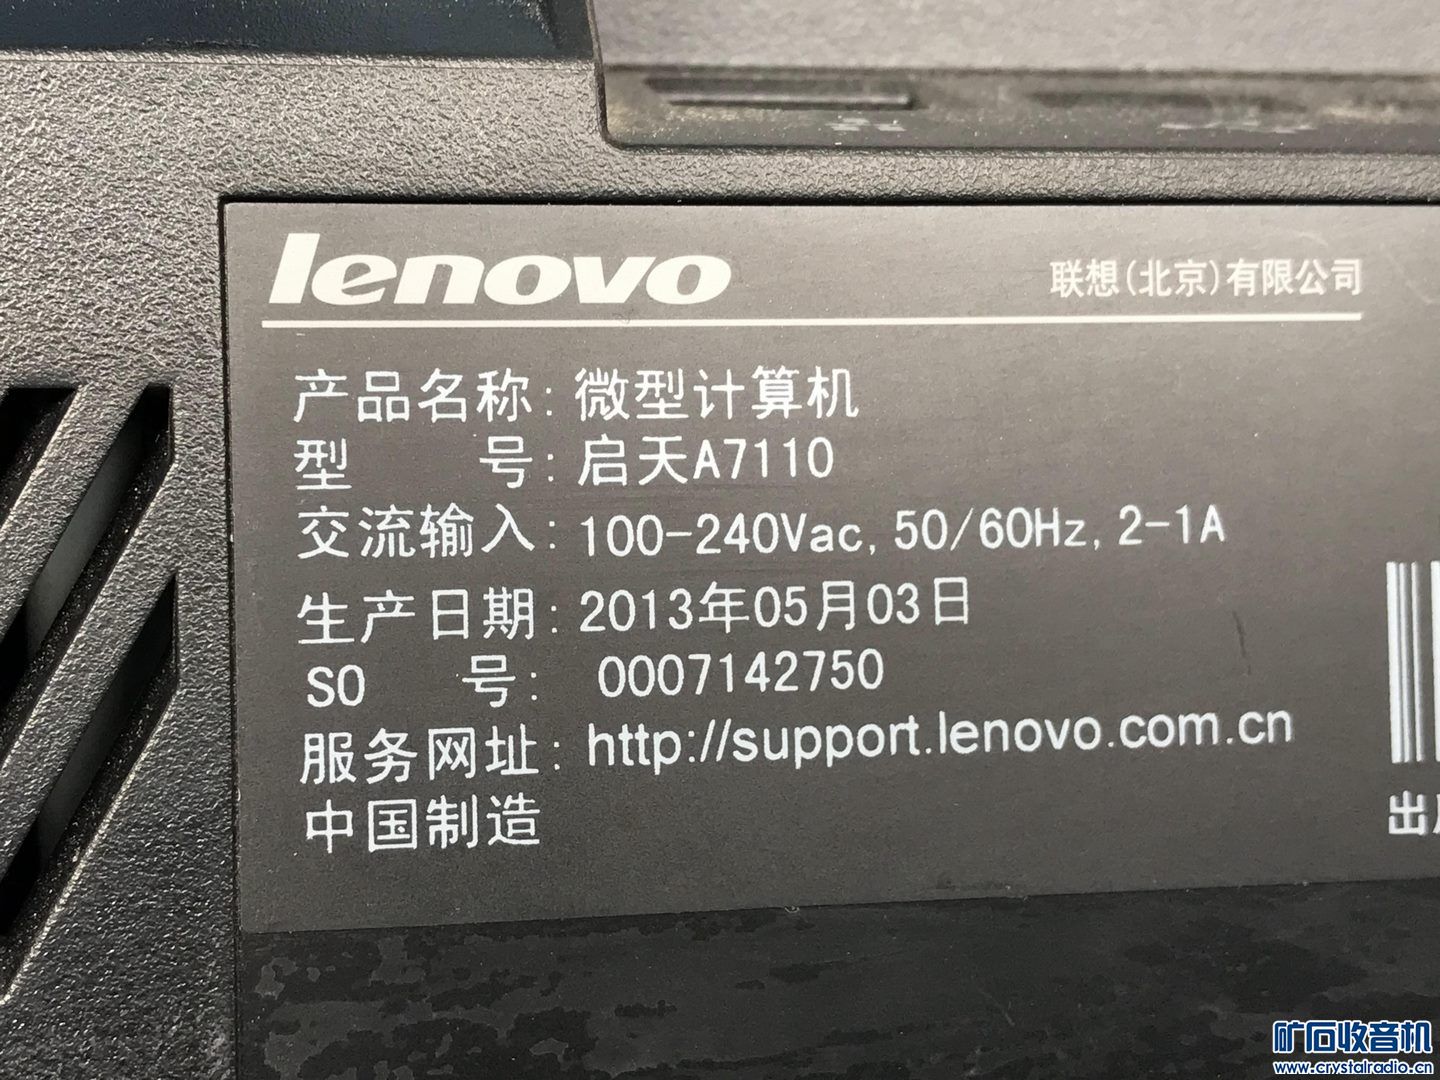 lenovo
联想(北京)有限公司
产品名称: 微型计算机
型 号: 启天A7110
交流输入: 100-240Vac, 50/60Hz, 2-1A
生产日期: 2013年05月03日
SO 号: 0007142750
服务网址: http://support.lenovo.com.cn
中国制造
出
矿石收音机
www.crystalradio.cn